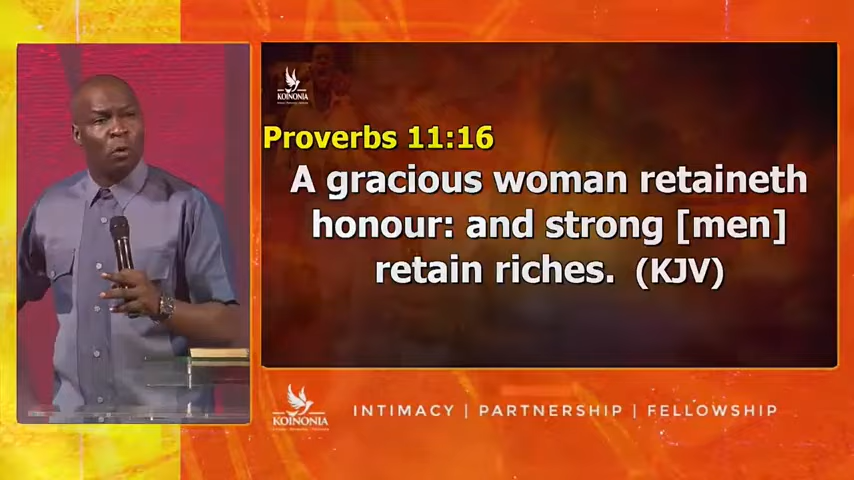 KOINONIA
Proverbs 11:16
A gracious woman retaineth
honour: and strong [men]
retain riches. (KJV)
KOINONIA
INTIMACY | PARTNERSHIP | FELLOWSHIP